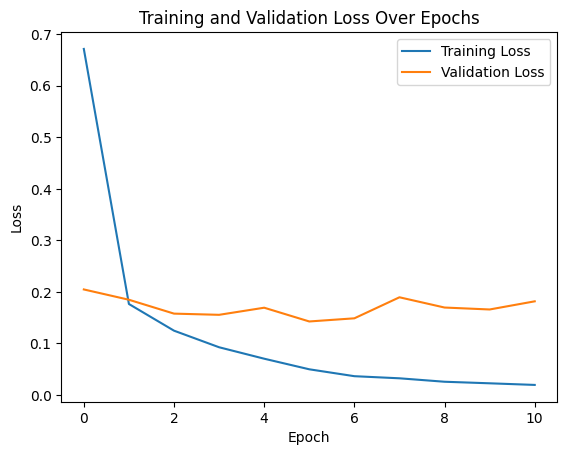 Training and Validation Loss Over Epochs
Training Loss
Validation Loss
0.7
0.6
0.5
0.4
0.3
0.2
0.1
0.0
Loss
0
2
4
6
8
10
Epoch